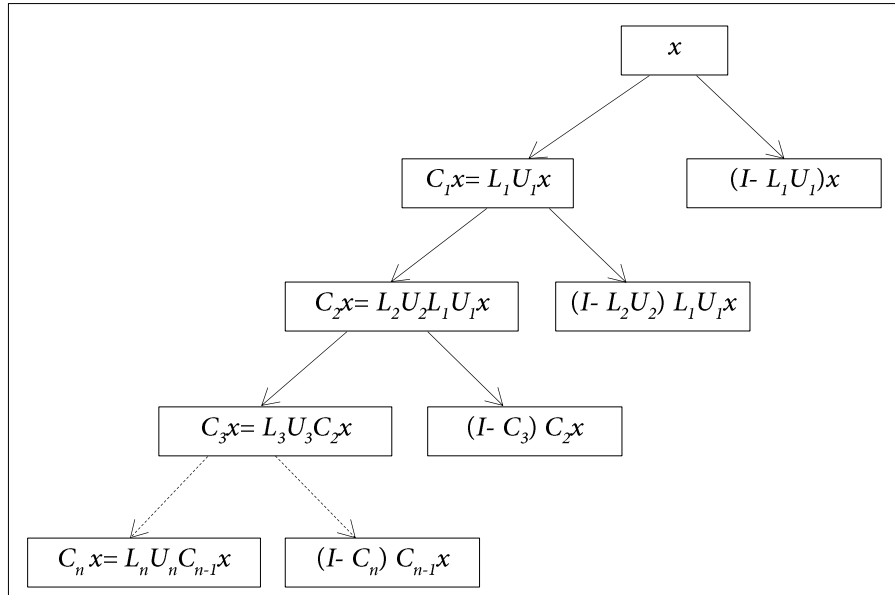 x
C₁x= L₁U₁x
(I- L₁U₁)x
C₂x= L₂U₂L₁U₁x
(I- L₂U₂) L₁U₁x
C₃x= L₃U₃C₂x
(I- C₃) C₂x
Cₙ x= LₙUₙCₙ₋₁x
(I- Cₙ) Cₙ₋₁x